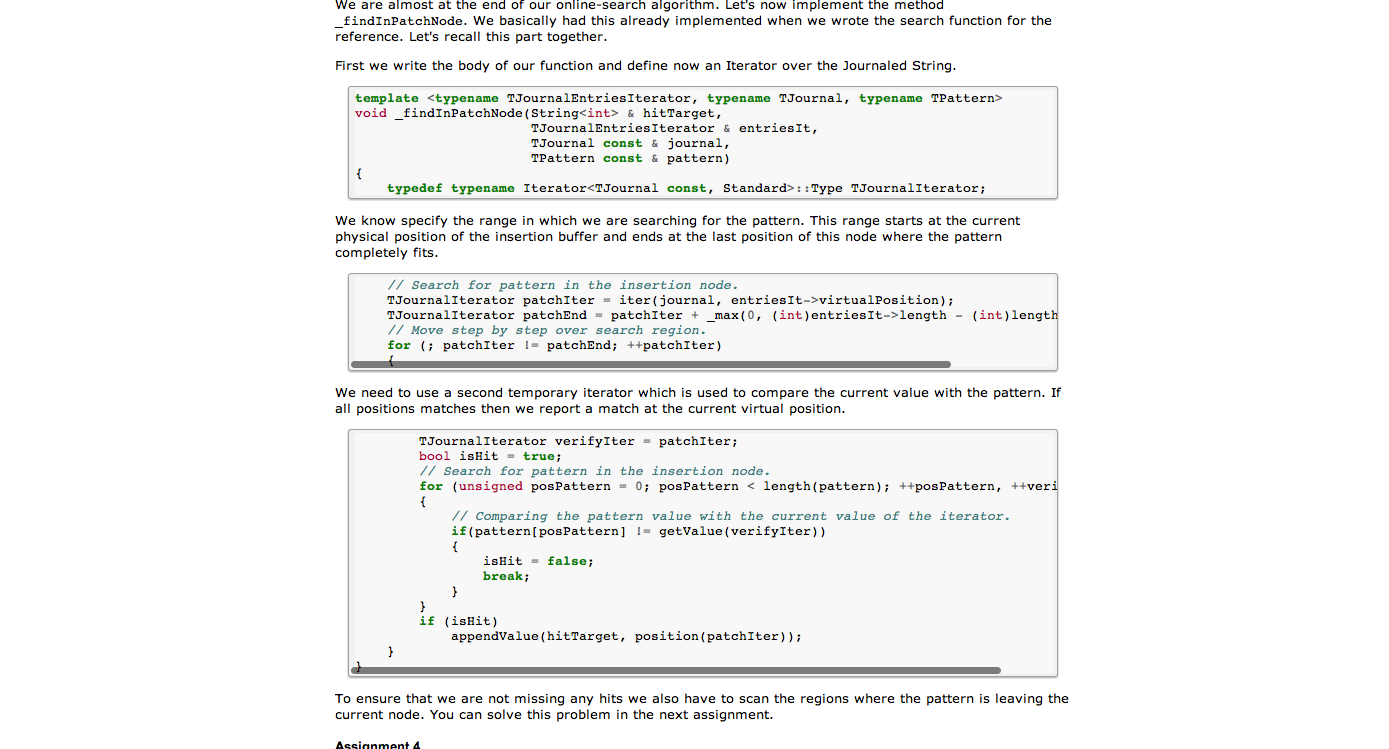 We are almost at the end of our online-search algorithm. Let's now implement the method
_findInPatchNode. We basically had this already implemented when we wrote the search function for the
reference. Let's recall this part together.
First we write the body of our function and define now an Iterator over the Journaled String.
template <typename TJournalEntriesIterator, typename TJournal, typename TPattern>
void _findInPatchNode(String<int> & hitTarget,
TJournalEntriesIterator & entriesIt,
TJournal const & journal,
TPattern const & pattern)
{
typedef typename Iterator<TJournal const, Standard>::Type TJournalIterator;
We know specify the range in which we are searching for the pattern. This range starts at the current
physical position of the insertion buffer and ends at the last position of this node where the pattern
completely fits.
// Search for pattern in the insertion node.
TJournalIterator patchIter = iter(journal, entriesIt->virtualPosition);
TJournalIterator patchEnd = patchIter + _max(0, (int)entriesIt->length - (int)length
// Move step by step over search region.
for (; patchIter != patchEnd; ++patchIter)
{
We need to use a second temporary iterator which is used to compare the current value with the pattern. If
all positions matches then we report a match at the current virtual position.
TJournalIterator verifyIter = patchIter;
bool isHit = true;
// Search for pattern in the insertion node.
for (unsigned posPattern = 0; posPattern < length(pattern); ++posPattern, ++veri
{
// Comparing the pattern value with the current value of the iterator.
if(pattern[posPattern] != getValue(verifyIter))
{
isHit = false;
break;
}
}
if (isHit)
appendValue(hitTarget, position(patchIter));
}
}
To ensure that we are not missing any hits we also have to scan the regions where the pattern is leaving the
current node. You can solve this problem in the next assignment.
Assignment 4